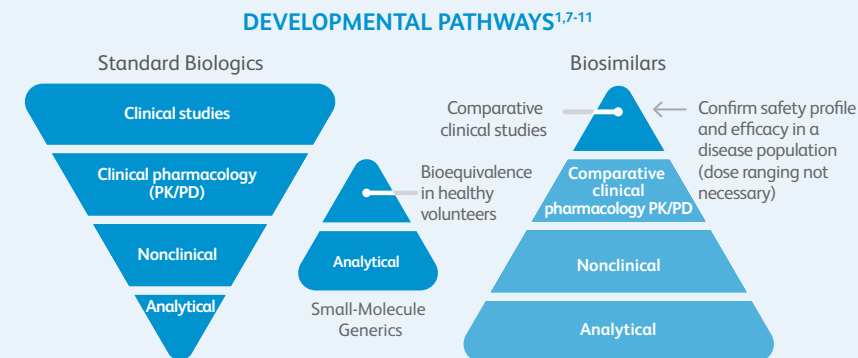 DEVELOPMENTAL PATHWAYS1,7-11
Standard Biologics
Clinical studies
Clinical pharmacology
(PK/PD)
Nonclinical
Analytical
Bioequivalence
in healthy
volunteers
Analytical
Small-Molecule
Generics
Biosimilars
Comparative
clinical studies
Confirm safety profile
and efficacy in a
disease population
(dose ranging not
necessary)
Comparative
clinical
pharmacology PK/PD
Nonclinical
Analytical